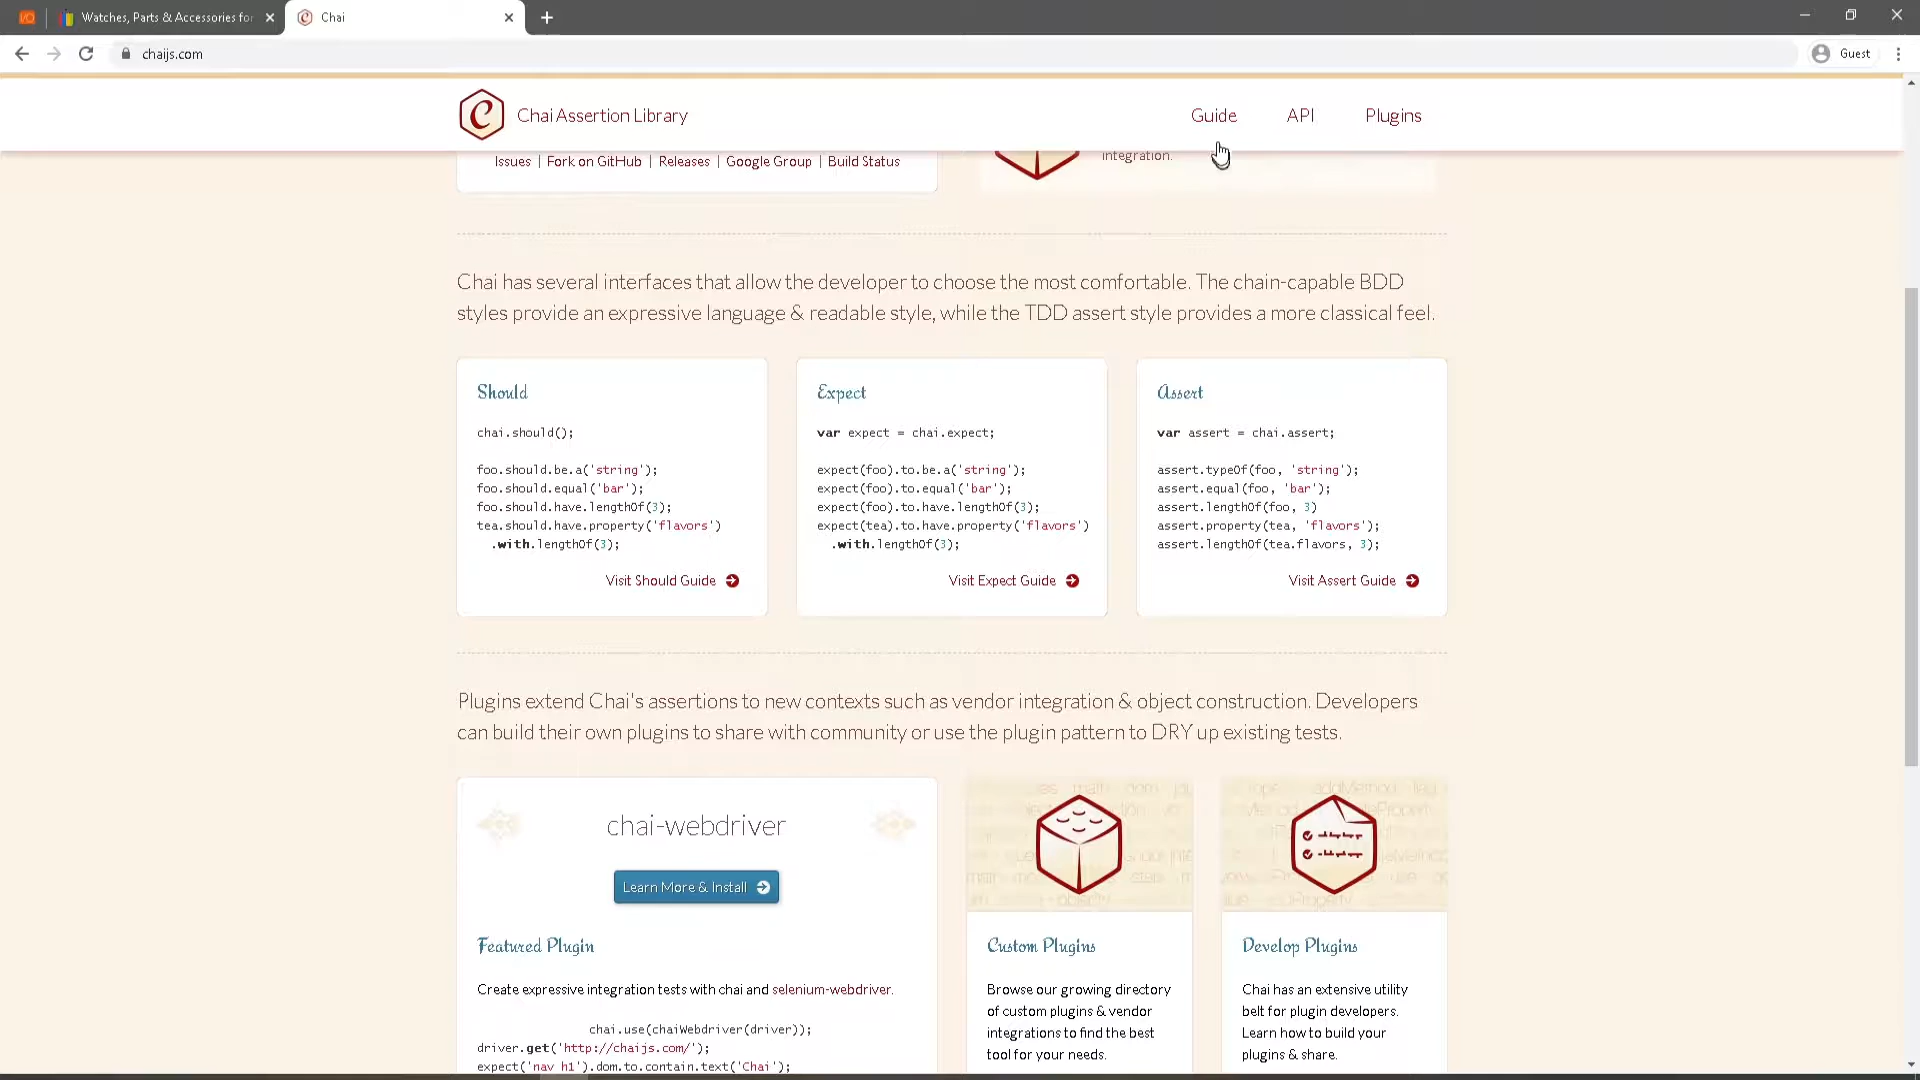 Watches, Parts & Accessories for
Chai
chaijs.com
Guest
Chai Assertion Library
Guide
API
Plugins
Issues | Fork on GitHub | Releases | Google Group | Build Status
integration.
Chai has several interfaces that allow the developer to choose the most comfortable. The chain-capable BDD
styles provide an expressive language & readable style, while the TDD assert style provides a more classical feel.
Should
chai.should();
foo.should.be.a('string');
foo.should.equal('bar');
foo.should.have.lengthOf(3);
tea.should.have.property('flavors')
.with.lengthOf(3);
Visit Should Guide
Expect
var expect = chai.expect;
expect(foo).to.be.a('string');
expect(foo).to.equal('bar');
expect(foo).to.have.lengthOf(3);
expect(tea).to.have.property('flavors')
.with.lengthOf(3);
Visit Expect Guide
Assert
var assert = chai.assert;
assert.typeOf(foo, 'string');
assert.equal(foo, 'bar');
assert.lengthOf(foo, 3)
assert.property(tea, 'flavors');
assert.lengthOf(tea.flavors, 3);
Visit Assert Guide
Plugins extend Chai's assertions to new contexts such as vendor integration & object construction. Developers
can build their own plugins to share with community or use the plugin pattern to DRY up existing tests.
chai-webdriver
Learn More & Install
Featured Plugin
Create expressive integration tests with chai and selenium-webdriver.
chai.use(chaiWebdriver(driver));
driver.get('http://chaijs.com/');
expect('nav h1').dom.to.contain.text('Chai');
Custom Plugins
Browse our growing directory
of custom plugins & vendor
integrations to find the best
tool for your needs.
Develop Plugins
Chai has an extensive utility
belt for plugin developers.
Learn how to build your
plugins & share.